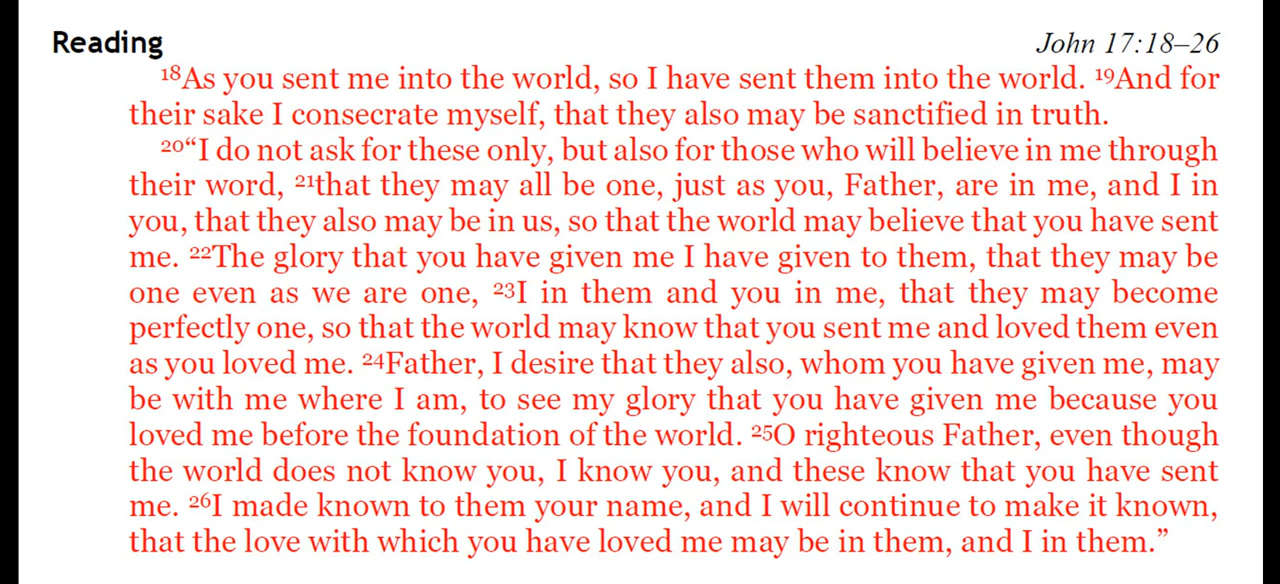 Reading
John 17:18–26
¹⁸As you sent me into the world, so I have sent them into the world. ¹⁹And for
their sake I consecrate myself, that they also may be sanctified in truth.
²⁰“I do not ask for these only, but also for those who will believe in me through
their word, ²¹that they may all be one, just as you, Father, are in me, and I in
you, that they also may be in us, so that the world may believe that you have sent
me. ²²The glory that you have given me I have given to them, that they may be
one even as we are one, ²³I in them and you in me, that they may become
perfectly one, so that the world may know that you sent me and loved them even
as you loved me. ²⁴Father, I desire that they also, whom you have given me, may
be with me where I am, to see my glory that you have given me because you
loved me before the foundation of the world. ²⁵O righteous Father, even though
the world does not know you, I know you, and these know that you have sent
me. ²⁶I made known to them your name, and I will continue to make it known,
that the love with which you have loved me may be in them, and I in them.”